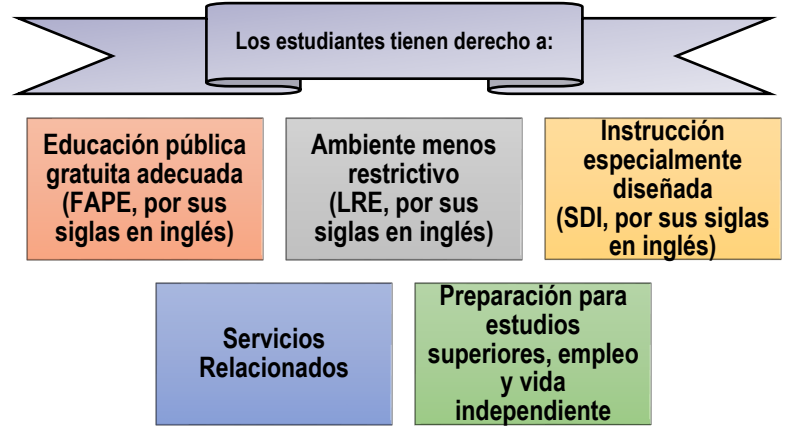 Los estudiantes tienen derecho a:
Educación pública
gratuita adecuada
(FAPE, por sus
siglas en inglés)
Ambiente menos
restrictivo
(LRE, por sus
siglas en inglés)
Instrucción
especialmente
diseñada
(SDI, por sus siglas
en inglés)
Servicios
Relacionados
Preparación para
estudios
superiores, empleo
y vida
independiente